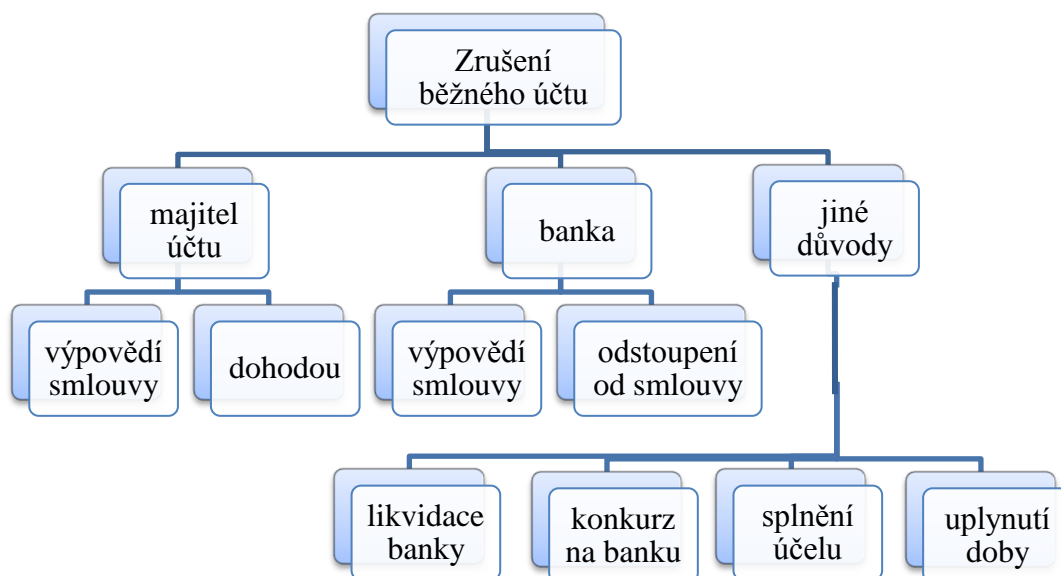 Zrušení
běžného účtu
majitel
účtu
banka
jiné
důvody
výpovědí
smlouvy
dohodou
výpovědí
smlouvy
odstoupení
od smlouvy
likvidace
banky
konkurz
na banku
splnění
účelu
uplynutí
doby